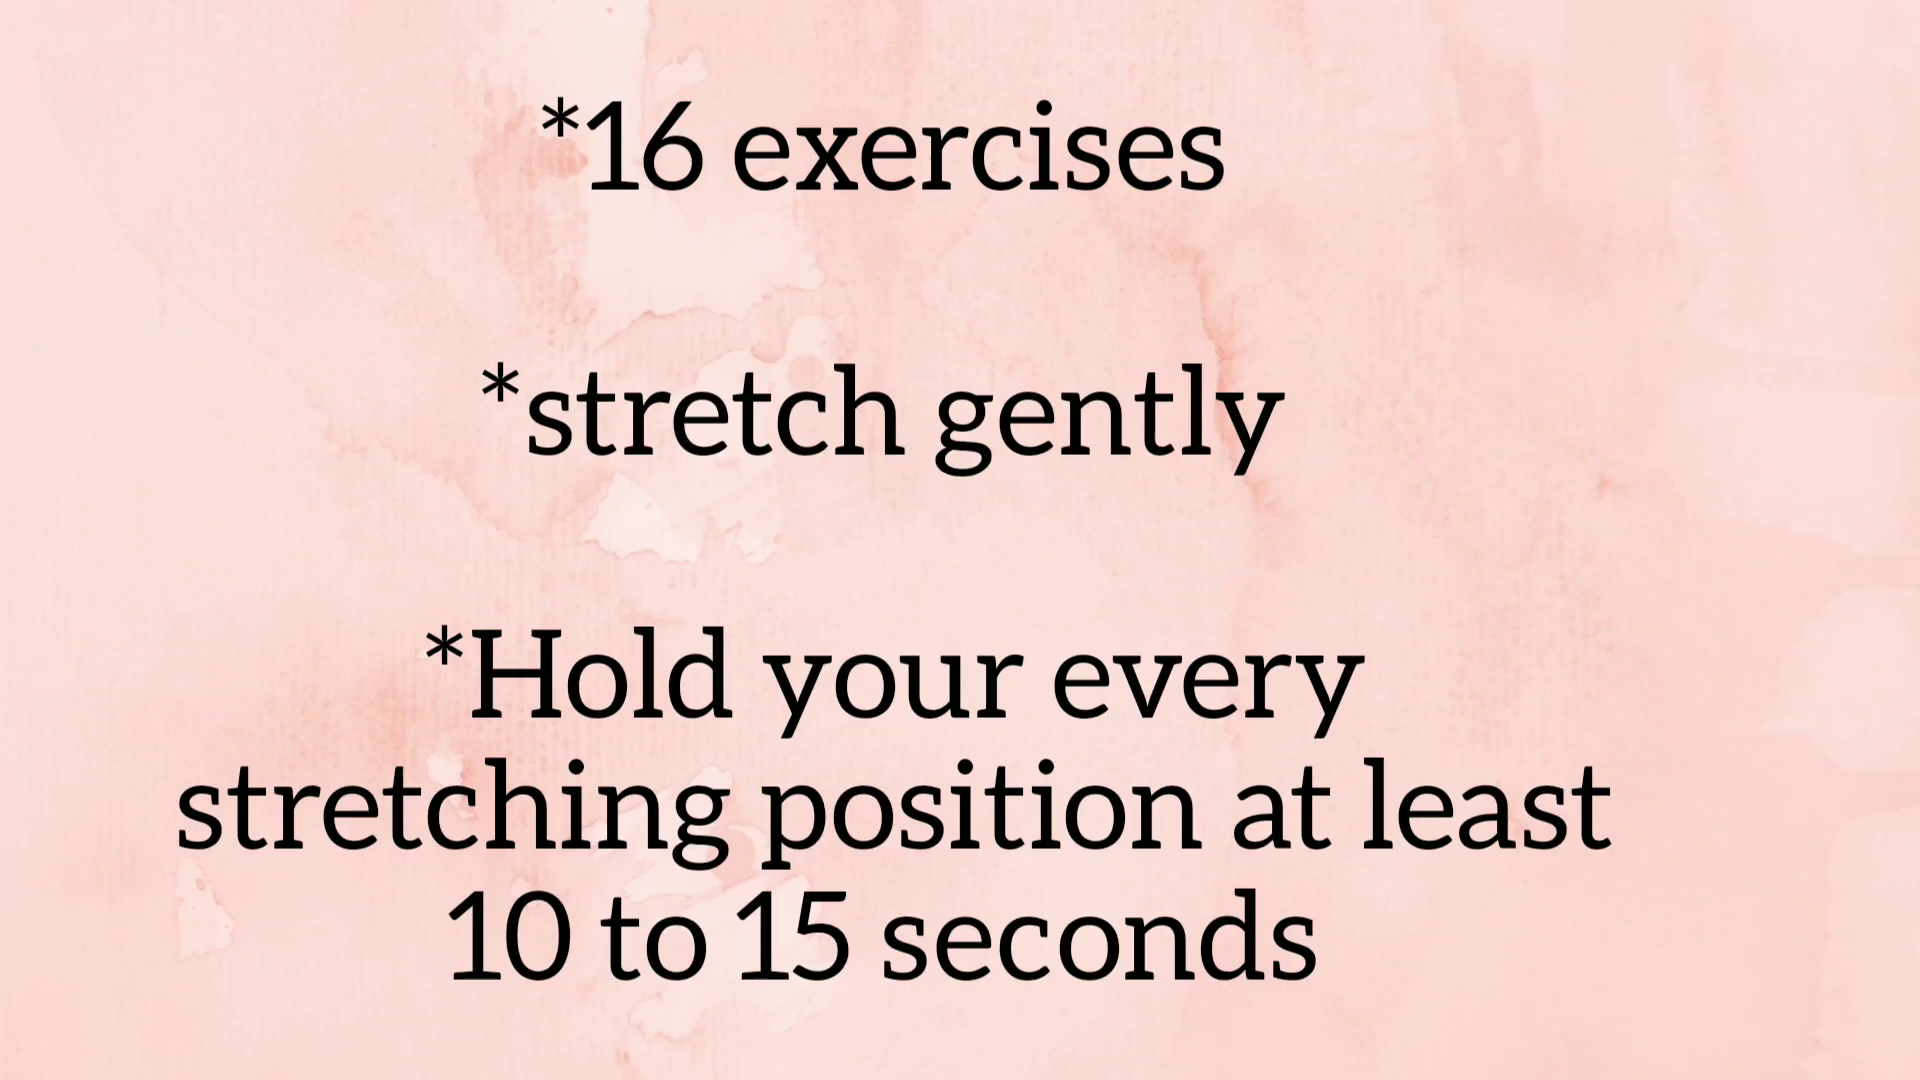 *16 exercises
*stretch gently
*Hold your every
stretching position at least
10 to 15 seconds